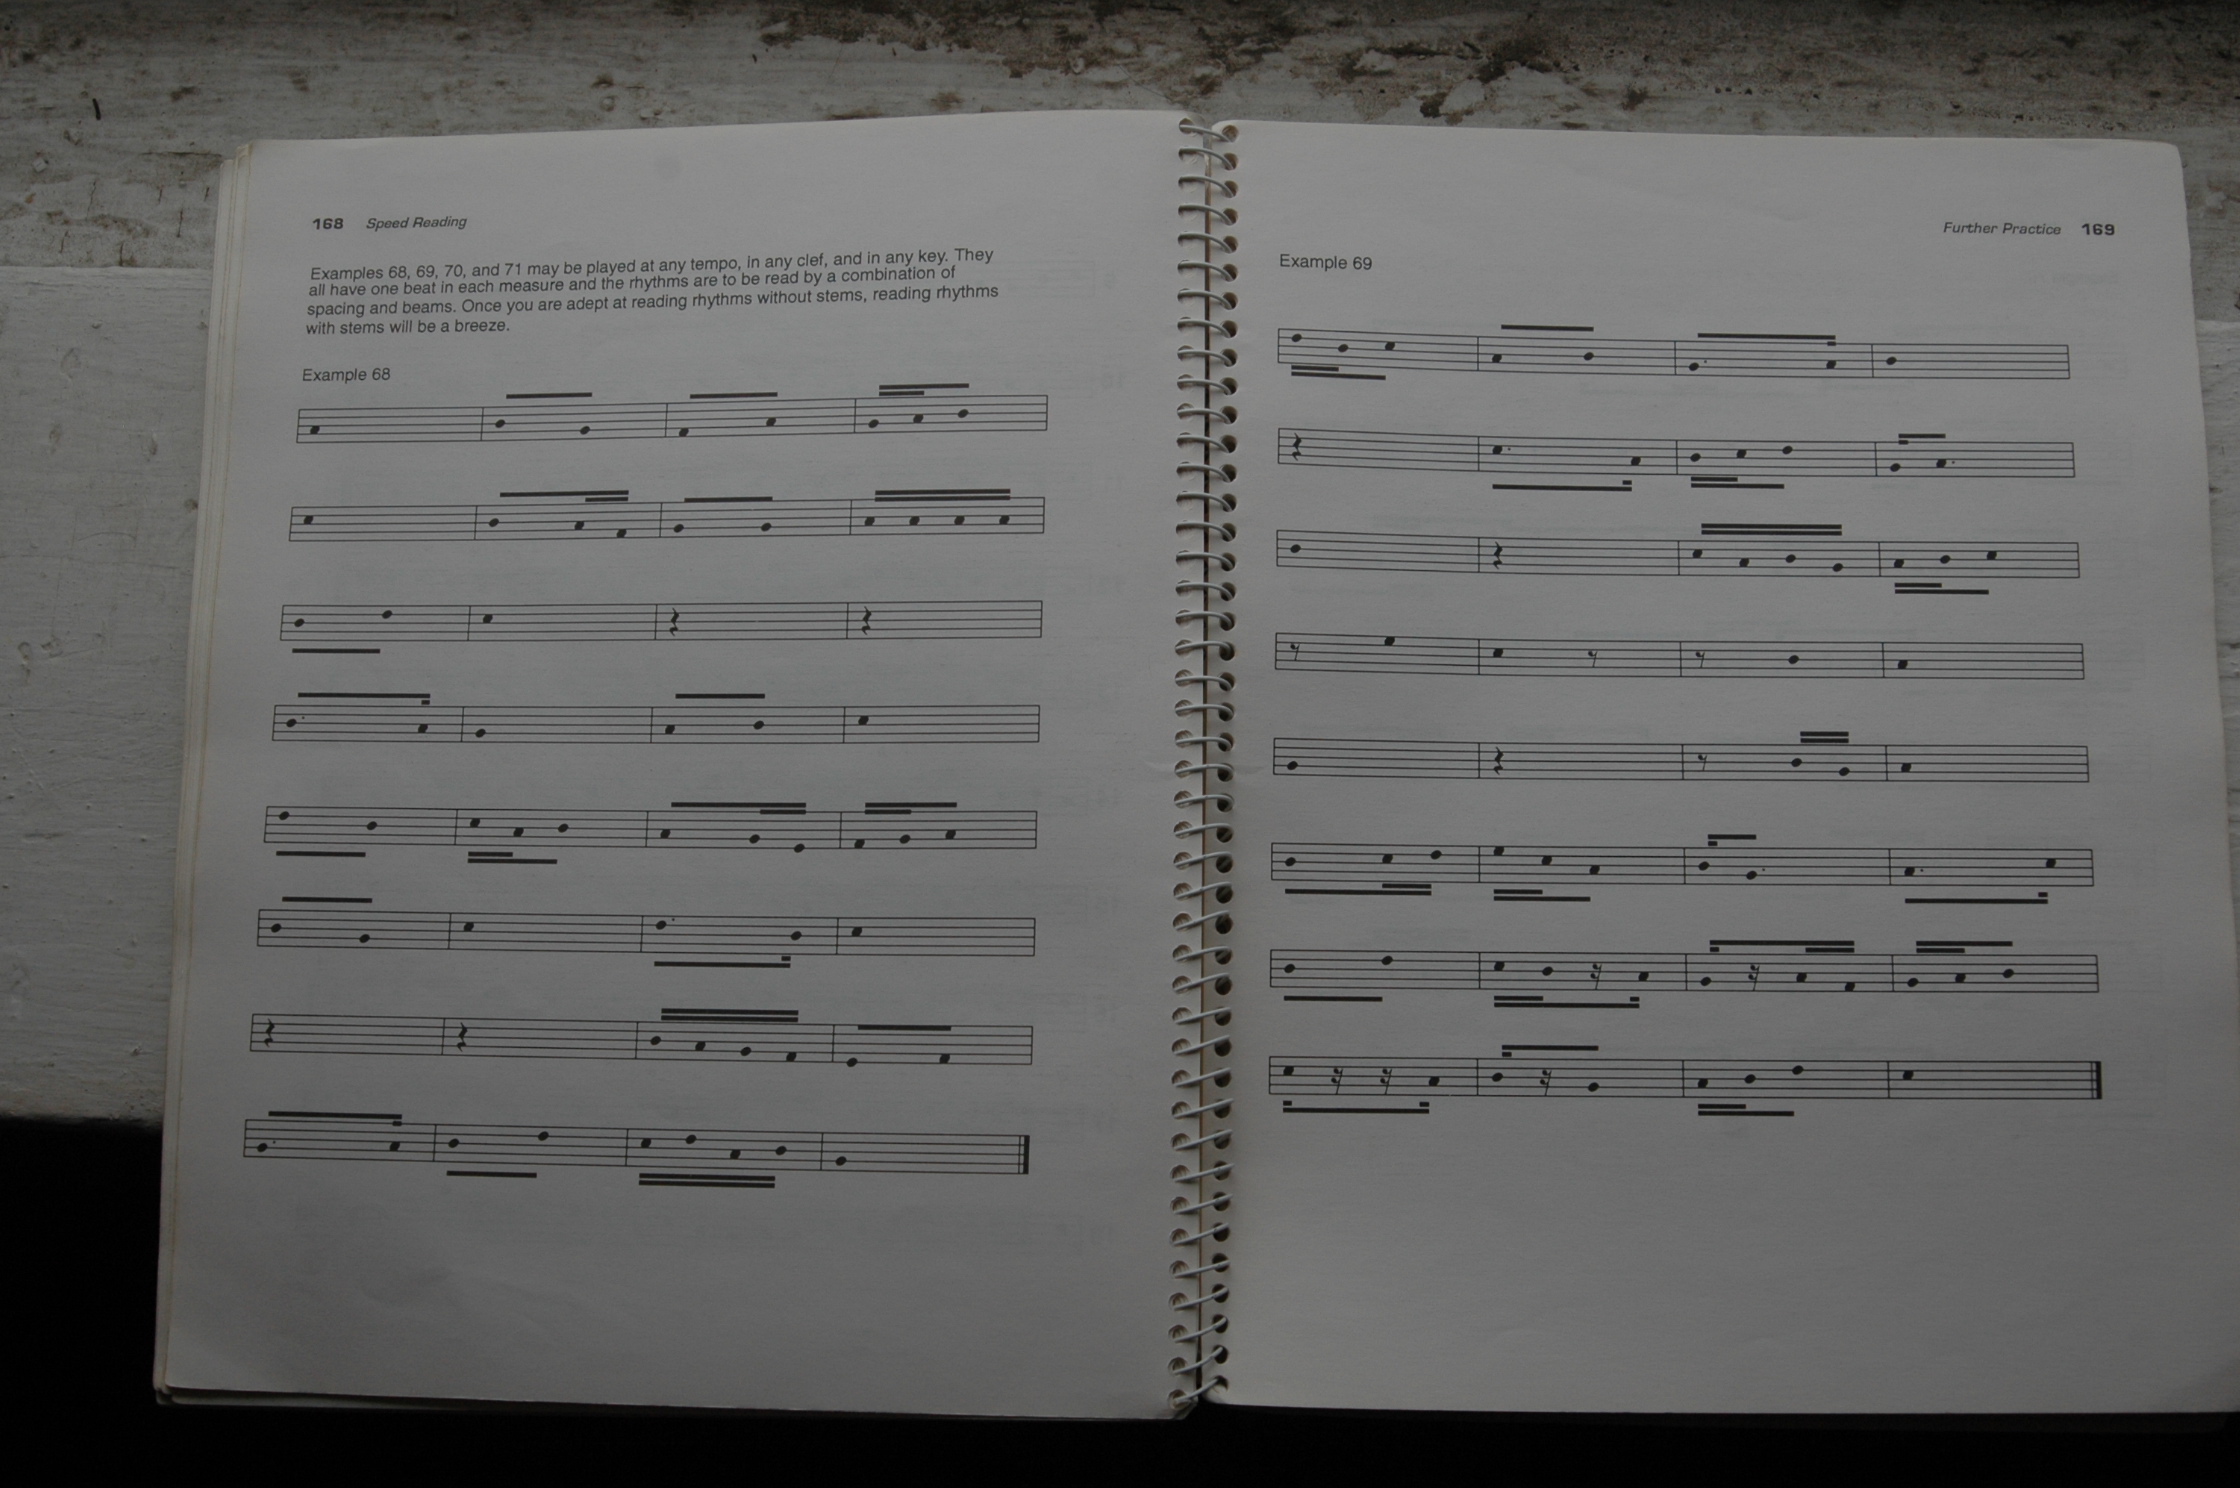 168 Speed Reading
Examples 68, 69, 70, and 71 may be played at any tempo, in any clef, and in any key. They
all have one beat in each measure and the rhythms are to be read by a combination of
spacing and beams. Once you are adept at reading rhythms without stems, reading rhythms
with stems will be a breeze.
Example 68
Further Practice 169
Example 69